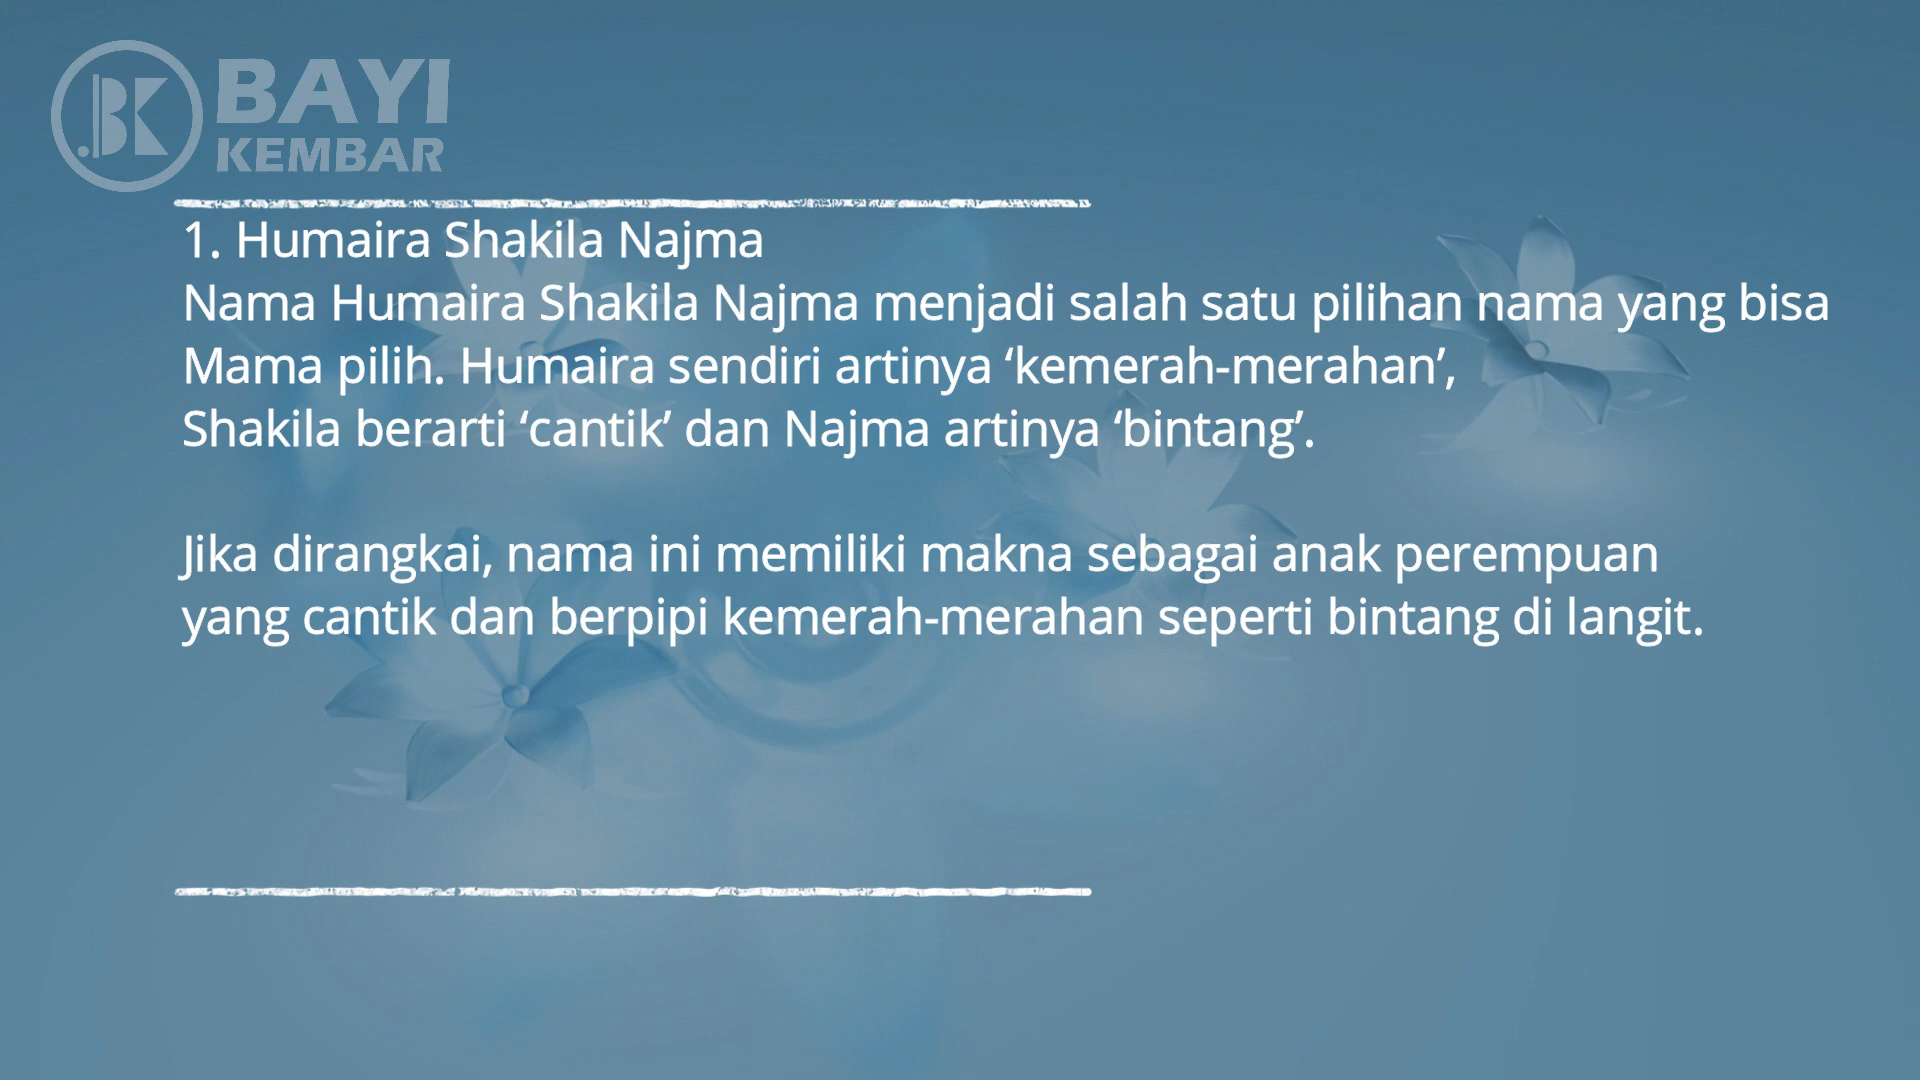 .BK BAYI
KEMBAR
1. Humaira Shakila Najma
Nama Humaira Shakila Najma menjadi salah satu pilihan nama yang bisa
Mama pilih. Humaira sendiri artinya ‘kemerah-merahan’,
Shakila berarti ‘cantik’ dan Najma artinya ‘bintang’.
Jika dirangkai, nama ini memiliki makna sebagai anak perempuan
yang cantik dan berpipi kemerah-merahan seperti bintang di langit.